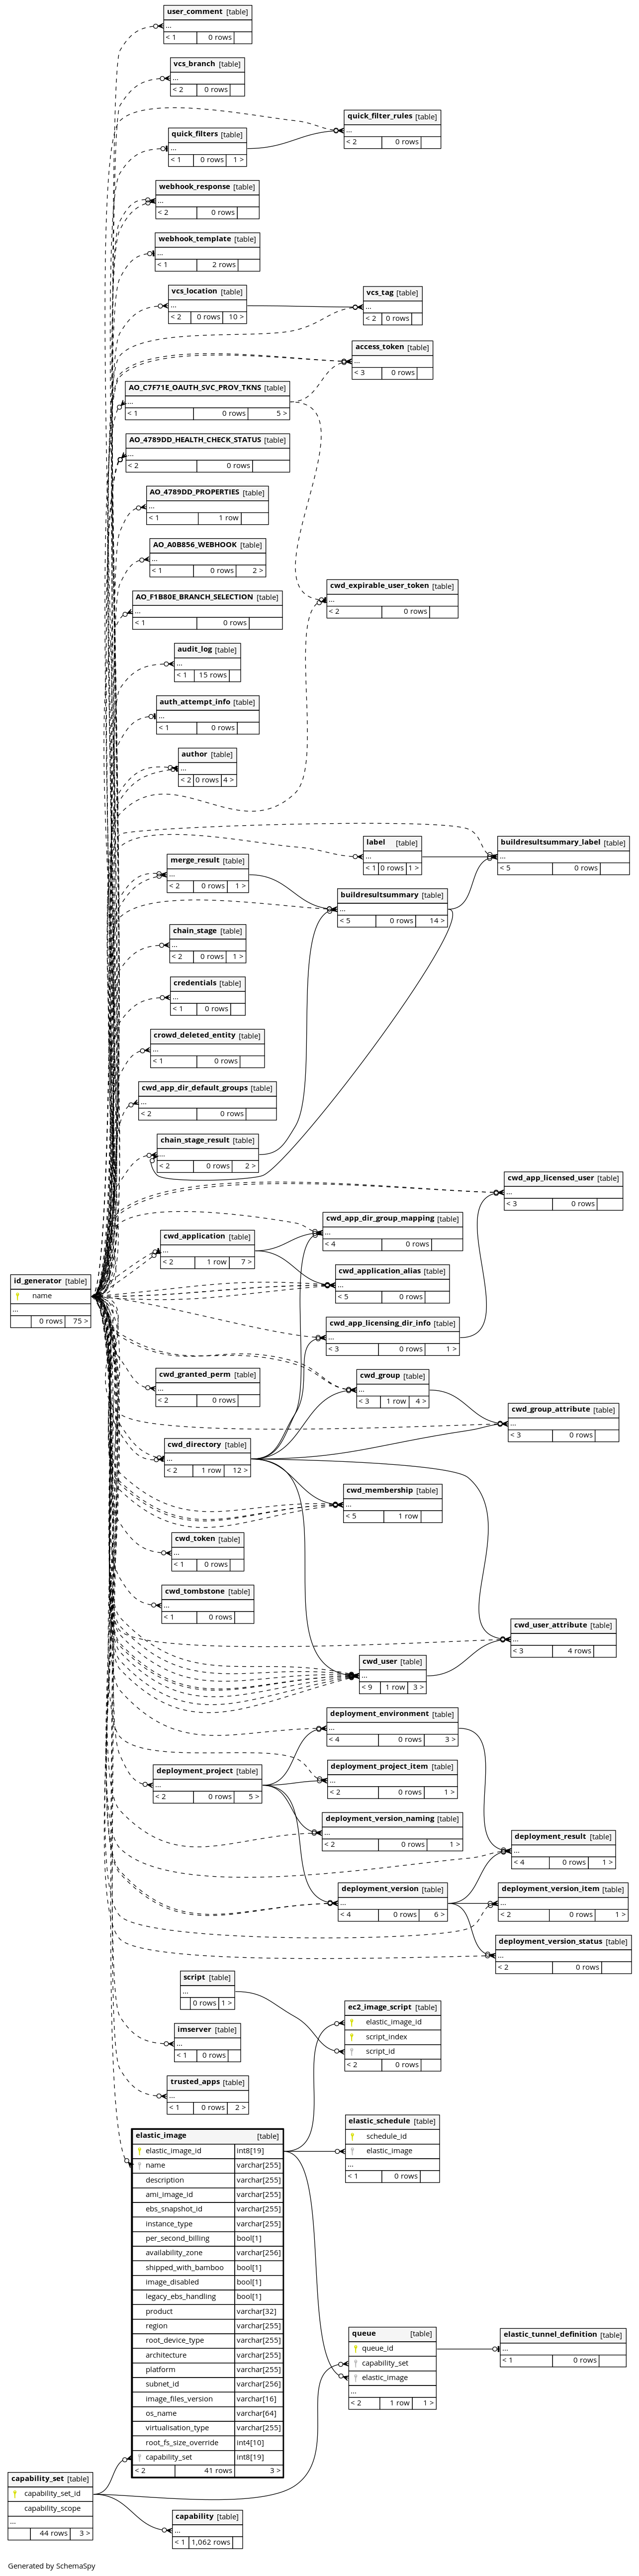 user_comment [table]
...
< 1 0 rows
vcs_branch [table]
...
< 2 0 rows
quick_filter_rules [table]
...
< 2 0 rows
quick_filters [table]
...
< 1 0 rows 1 >
webhook_response [table]
...
< 2 0 rows
webhook_template [table]
...
< 1 2 rows
vcs_location [table]
...
< 2 0 rows 10 >
vcs_tag [table]
...
< 2 0 rows
access_token [table]
...
< 3 0 rows
AO_C7F71E_OAUTH_SVC_PROV_TKNS [table]
...
< 1 0 rows 5 >
AO_4789DD_HEALTH_CHECK_STATUS [table]
...
< 2 0 rows
AO_4789DD_PROPERTIES [table]
...
< 1 1 row
AO_A0B856_WEBHOOK [table]
...
< 1 0 rows 2 >
cwd_expirable_user_token [table]
...
< 2 0 rows
AO_F1B80E_BRANCH_SELECTION [table]
...
< 1 0 rows
audit_log [table]
...
< 1 15 rows
auth_attempt_info [table]
...
< 1 0 rows
author [table]
...
< 2 0 rows 4 >
label [table]
...
< 1 0 rows 1 >
buildresultsummary_label [table]
...
< 5 0 rows
merge_result [table]
...
< 2 0 rows 1 >
buildresultsummary [table]
...
< 5 0 rows 14 >
chain_stage [table]
...
< 2 0 rows 1 >
credentials [table]
...
< 1 0 rows
crowd_deleted_entity [table]
...
< 1 0 rows
cwd_app_dir_default_groups [table]
...
< 2 0 rows
chain_stage_result [table]
...
< 2 0 rows 2 >
cwd_app_licensed_user [table]
...
< 3 0 rows
cwd_app_dir_group_mapping [table]
...
< 4 0 rows
cwd_application [table]
...
< 2 1 row 7 >
cwd_application_alias [table]
...
< 5 0 rows
id_generator [table]
name
...
0 rows 75 >
cwd_app_licensing_dir_info [table]
...
< 3 0 rows 1 >
cwd_granted_perm [table]
...
< 2 0 rows
cwd_group [table]
...
< 3 1 row 4 >
cwd_group_attribute [table]
...
< 3 0 rows
cwd_directory [table]
...
< 2 1 row 12 >
cwd_membership [table]
...
< 5 1 row
cwd_token [table]
...
< 1 0 rows
cwd_tombstone [table]
...
< 1 0 rows
cwd_user_attribute [table]
...
< 3 4 rows
cwd_user [table]
...
< 9 1 row 3 >
deployment_environment [table]
...
< 4 0 rows 3 >
deployment_project [table]
...
< 2 0 rows 5 >
deployment_project_item [table]
...
< 2 0 rows 1 >
deployment_version_naming [table]
...
< 2 0 rows 1 >
deployment_result [table]
...
< 4 0 rows 1 >
deployment_version [table]
...
< 4 0 rows 6 >
deployment_version_item [table]
...
< 2 0 rows 1 >
deployment_version_status [table]
...
< 2 0 rows
script [table]
...
0 rows 1 >
ec2_image_script [table]
elastic_image_id
script_index
script_id
< 2 0 rows
imserver [table]
...
< 1 0 rows
trusted_apps [table]
...
< 1 0 rows 2 >
elastic_schedule [table]
schedule_id
elastic_image
...
< 1 0 rows
elastic_image [table]
elastic_image_id int8[19]
name varchar[255]
description varchar[255]
ami_image_id varchar[255]
ebs_snapshot_id varchar[255]
instance_type varchar[255]
per_second_billing bool[1]
availability_zone varchar[256]
shipped_with_bamboo bool[1]
image_disabled bool[1]
legacy_ebs_handling bool[1]
product varchar[32]
region varchar[255]
root_device_type varchar[255]
architecture varchar[255]
platform varchar[255]
subnet_id varchar[256]
image_files_version varchar[16]
os_name varchar[64]
virtualisation_type varchar[255]
root_fs_size_override int4[10]
capability_set int8[19]
< 2 41 rows 3 >
queue [table]
queue_id
capability_set
elastic_image
...
< 2 1 row 1 >
elastic_tunnel_definition [table]
...
< 1 0 rows
capability_set [table]
capability_set_id
capability_scope
...
44 rows 3 >
capability [table]
...
< 1 1,062 rows
Generated by SchemaSpy